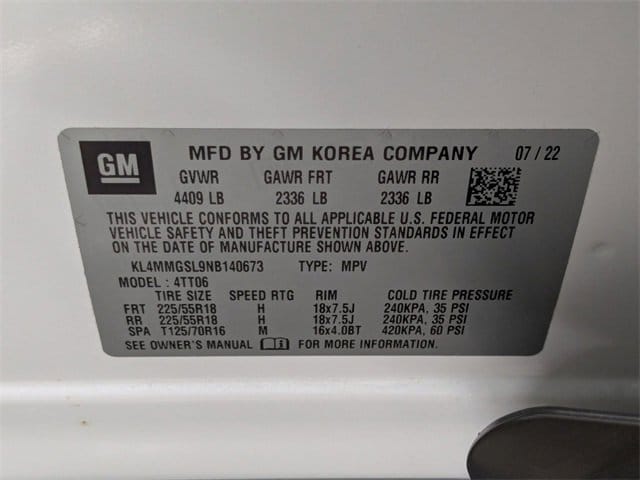 GM MFD BY GM KOREA COMPANY 07 / 22
GVWR GAWR FRT GAWR RR
4409 LB 2336 LB 2336 LB
THIS VEHICLE CONFORMS TO ALL APPLICABLE U.S. FEDERAL MOTOR
VEHICLE SAFETY AND THEFT PREVENTION STANDARDS IN EFFECT
ON THE DATE OF MANUFACTURE SHOWN ABOVE.
KL4MMGSL9NB140673 TYPE: MPV
MODEL : 4TT06
TIRE SIZE SPEED RTG RIM COLD TIRE PRESSURE
FRT 225/55R18 H 18x7.5J 240KPA, 35 PSI
RR 225/55R18 H 18x7.5J 240KPA, 35 PSI
SPA T125/70R16 M 16x4.0BT 420KPA, 60 PSI
SEE OWNER'S MANUAL FOR MORE INFORMATION.